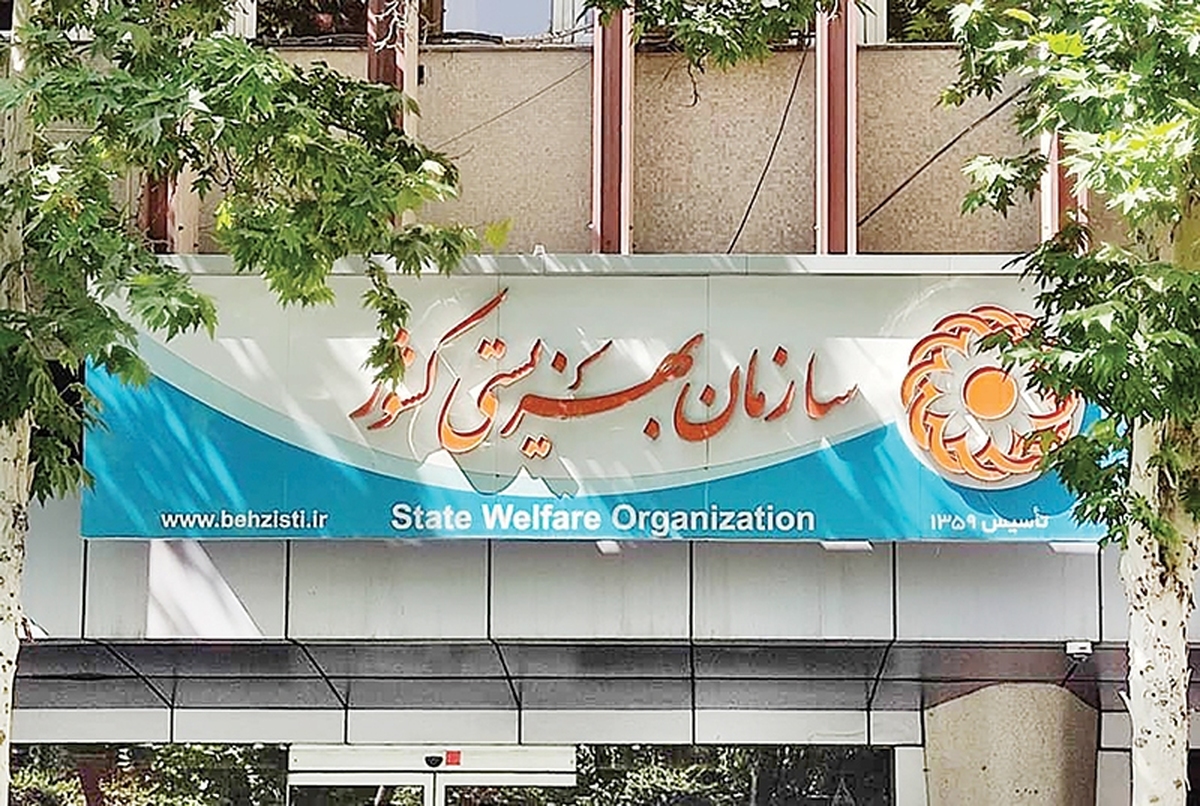 سازمان بهزیستی کشور
www.behzisti.ir
State Welfare Organization
تأسیس ۱۳۵۹